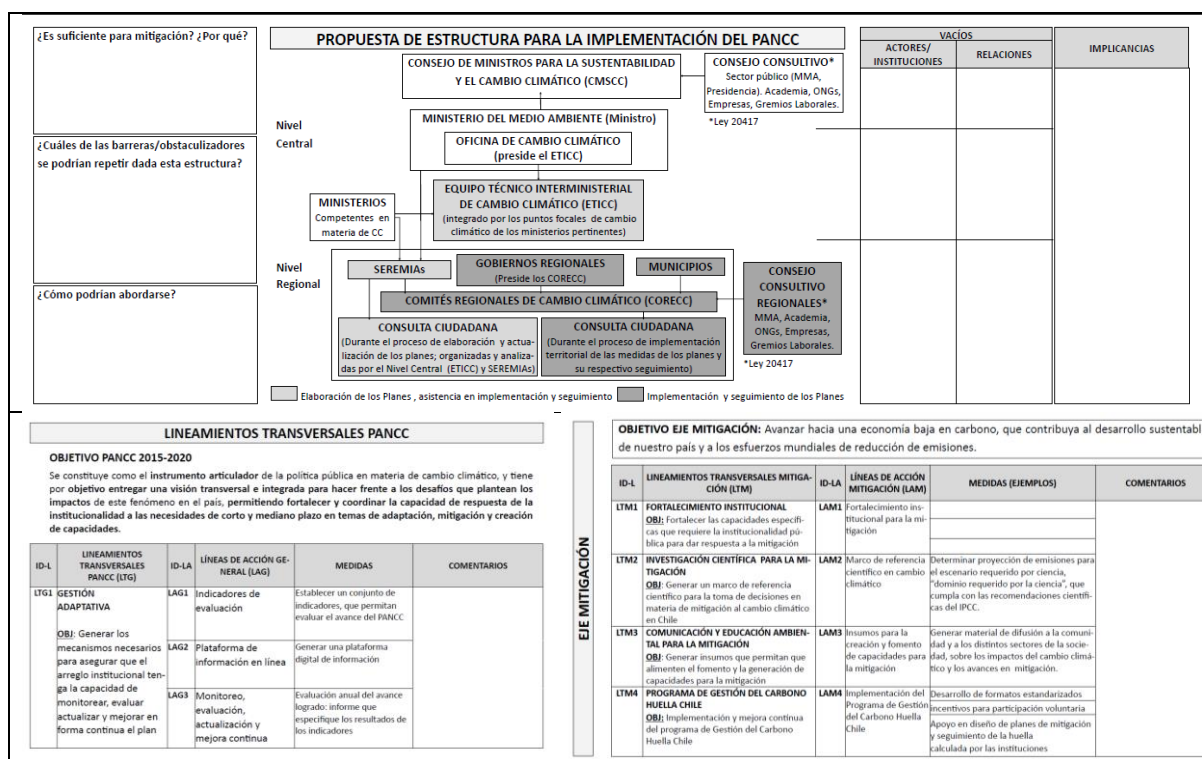 ¿Es suficiente para mitigación? ¿Por qué?
¿Cuáles de las barreras/obstaculizadores
se podrían repetir dada esta estructura?
¿Cómo podrían abordarse?
PROPUESTA DE ESTRUCTURA PARA LA IMPLEMENTACIÓN DEL PANCC
CONSEJO DE MINISTROS PARA LA SUSTENTABILIDAD
Y EL CAMBIO CLIMÁTICO (CMSCC)
CONSEJO CONSULTIVO*
Sector público (MMA,
Presidencia). Academia, ONGs,
Empresas, Gremios Laborales.
*Ley 20417
Nivel
Central
MINISTERIO DEL MEDIO AMBIENTE (Ministro)
OFICINA DE CAMBIO CLIMÁTICO
(preside el ETICC)
EQUIPO TÉCNICO INTERMINISTERIAL
DE CAMBIO CLIMÁTICO (ETICC)
(integrado por los puntos focales de cambio
climático de los ministerios pertinentes)
MINISTERIOS
Competentes en
materia de CC
Nivel
Regional
SEREMIAs
GOBIERNOS REGIONALES
(Preside los CORECC)
MUNICIPIOS
COMITÉS REGIONALES DE CAMBIO CLIMÁTICO (CORECC)
CONSEJO
CONSULTIVO
REGIONALES*
MMA, Academia,
ONGs, Empresas,
Gremios Laborales.
*Ley 20417
CONSULTA CIUDADANA
(Durante el proceso de elaboración y actua-
lización de los planes; organizadas y analiza-
das por el Nivel Central (ETICC) y SEREMIAs)
CONSULTA CIUDADANA
(Durante el proceso de implementación
territorial de las medidas de los planes y
su respectivo seguimiento)
Elaboración de los Planes , asistencia en implementación y seguimiento
Implementación y seguimiento de los Planes
VACÍOS
ACTORES/
INSTITUCIONES
RELACIONES
IMPLICANCIAS
LINEAMIENTOS TRANSVERSALES PANCC
OBJETIVO PANCC 2015-2020
Se constituye como el instrumento articulador de la política pública en materia de cambio climático, y tiene
por objetivo entregar una visión transversal e integrada para hacer frente a los desafíos que plantean los
impactos de este fenómeno en el país, permitiendo fortalecer y coordinar la capacidad de respuesta de la
institucionalidad a las necesidades de corto y mediano plazo en temas de adaptación, mitigación y creación
de capacidades.
ID-L
LINEAMIENTOS
TRANSVERSALES
PANCC (LTG)
ID-LA
LÍNEAS DE ACCIÓN GE-
NERAL (LAG)
MEDIDAS
COMENTARIOS
LTG1
GESTIÓN
ADAPTATIVA
OBJ: Generar los
mecanismos necesarios
para asegurar que el
arreglo institucional ten-
ga la capacidad de
monitorear, evaluar
actualizar y mejorar en
forma continua el plan
LAG1
Indicadores de
evaluación
Establecer un conjunto de
indicadores, que permitan
evaluar el avance del PANCC
LAG2
Plataforma de
información en línea
Generar una plataforma
digital de información
LAG3
Monitoreo,
evaluación,
actualización y
mejora continua
Evaluación anual del avance
logrado: informe que
especifique los resultados de
los indicadores
EJE MITIGACIÓN
OBJETIVO EJE MITIGACIÓN: Avanzar hacia una economía baja en carbono, que contribuya al desarrollo sustentabl
de nuestro país y a los esfuerzos mundiales de reducción de emisiones.
ID-L
LINEAMIENTOS TRANSVERSALES MITIGA-
CIÓN (LTM)
ID-LA
LÍNEAS DE ACCIÓN
MITIGACIÓN (LAM)
MEDIDAS (EJEMPLOS)
COMENTARIOS
LTM1
FORTALECIMIENTO INSTITUCIONAL
OBJ: Fortalecer las capacidades específi-
cas que requiere la institucionalidad pú-
blica para dar respuesta a la mitigación
LAM1
Fortalecimiento ins-
titucional para la mi-
tigación
LTM2
INVESTIGACIÓN CIENTÍFICA PARA LA MI-
TIGACIÓN
OBJ: Generar un marco de referencia
científico para la toma de decisiones en
materia de mitigación al cambio climático
en Chile
LAM2
Marco de referencia
científico en cambio
climático
Determinar proyección de emisiones para
el escenario requerido por ciencia,
"dominio requerido por la ciencia", que
cumpla con las recomendaciones científi-
cas del IPCC.
LTM3
COMUNICACIÓN Y EDUCACIÓN AMBIEN-
TAL PARA LA MITIGACIÓN
OBJ: Generar insumos que permitan que
alimenten el fomento y la generación de
capacidades para la mitigación
LAM3
Insumos para la
creación y fomento
de capacidades para
la mitigación
Generar material de difusión a la comuni-
dad y a los distintos sectores de la socie-
dad, sobre los impactos del cambio climá-
tico y los avances en mitigación.
LTM4
PROGRAMA DE GESTIÓN DEL CARBONO
HUELLA CHILE
OBJ: Implementación y mejora continua
del programa de Gestión del Carbono
Huella Chile
LAM4
Implementación del
Programa de Gestión
del Carbono Huella
Chile
Desarrollo de formatos estandarizados
incentivos para participación voluntaria
Apoyo en diseño de planes de mitigación
y seguimiento de la huella
calculada por las instituciones